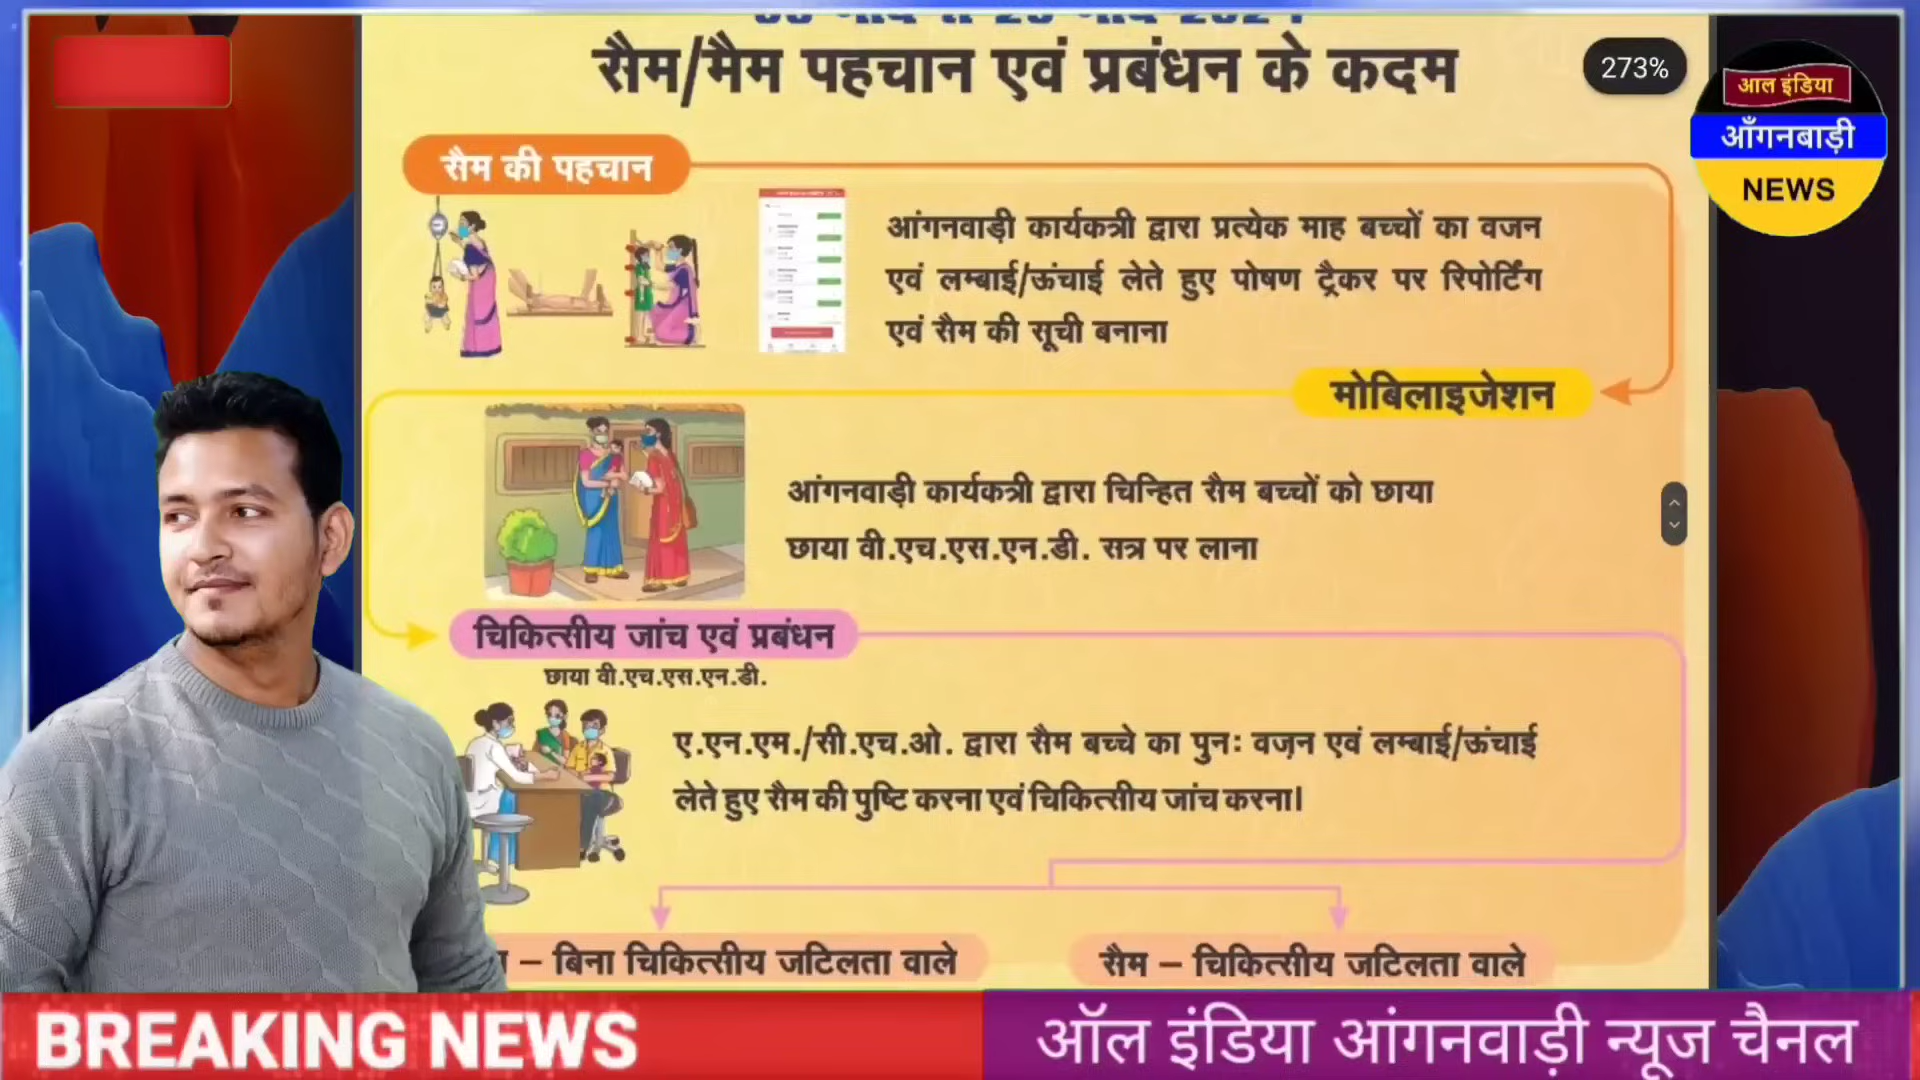 सैम/मैम पहचान एवं प्रबंधन के कदम
273%
आल इंडिया
आँगनबाड़ी
NEWS
सैम की पहचान
आंगनवाड़ी कार्यकत्री द्वारा प्रत्येक माह बच्चों का वजन
एवं लम्बाई/ऊंचाई लेते हुए पोषण ट्रैकर पर रिपोर्टिंग
एवं सैम की सूची बनाना
मोबिलाइजेशन
आंगनवाड़ी कार्यकत्री द्वारा चिन्हित सैम बच्चों को छाया
छाया वी.एच.एस.एन.डी. सत्र पर लाना
चिकित्सीय जांच एवं प्रबंधन
छाया वी.एच.एस.एन.डी.
ए.एन.एम./सी.एच.ओ. द्वारा सैम बच्चे का पुनः वज़न एवं लम्बाई/ऊंचाई
लेते हुए सैम की पुष्टि करना एवं चिकित्सीय जांच करना।
– बिना चिकित्सीय जटिलता वाले
सैम – चिकित्सीय जटिलता वाले
BREAKING NEWS
ऑल इंडिया आंगनवाड़ी न्यूज चैनल